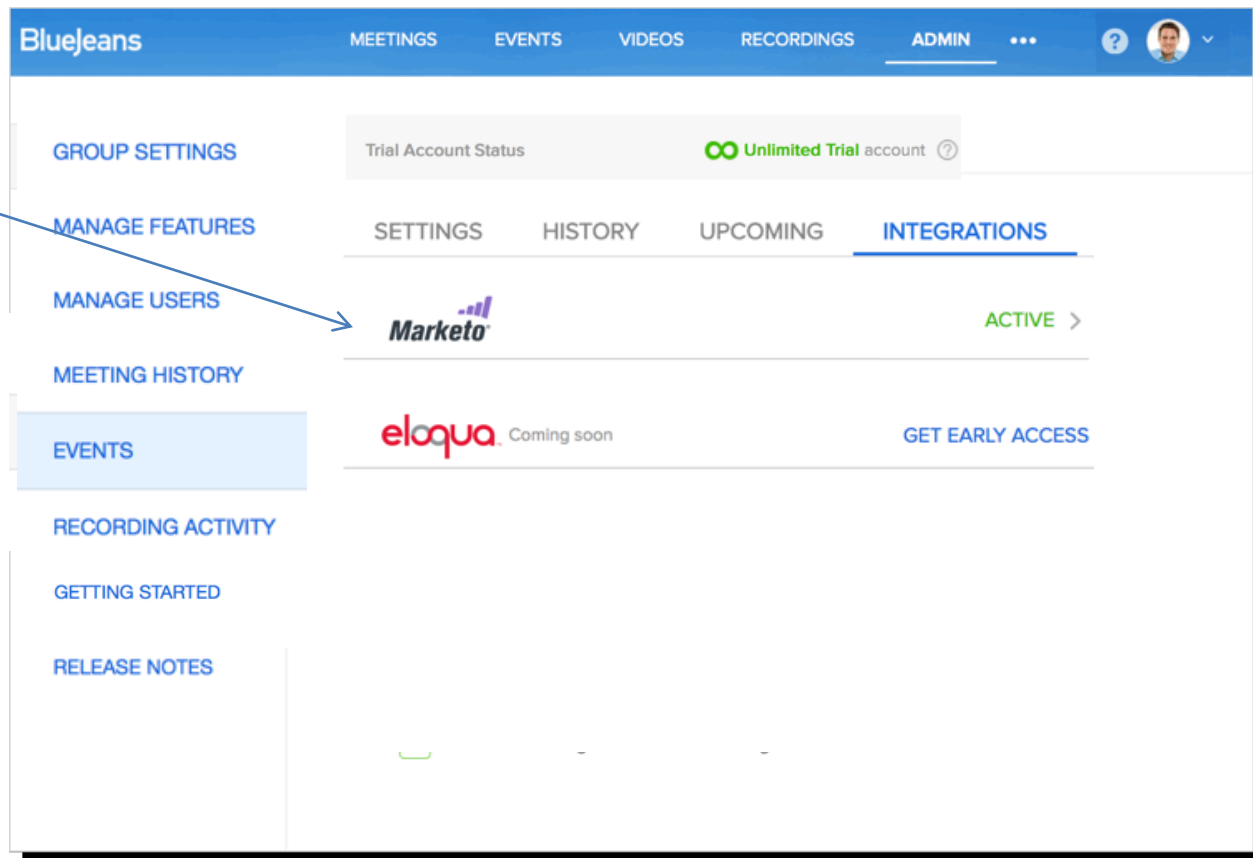 BlueJeans MEETINGS EVENTS VIDEOS RECORDINGS ADMIN ••• ?
GROUP SETTINGS
MANAGE FEATURES
MANAGE USERS
MEETING HISTORY
EVENTS
RECORDING ACTIVITY
GETTING STARTED
RELEASE NOTES
Trial Account Status Unlimited Trial account ?
SETTINGS HISTORY UPCOMING INTEGRATIONS
Marketo ACTIVE >
eloqua Coming soon GET EARLY ACCESS